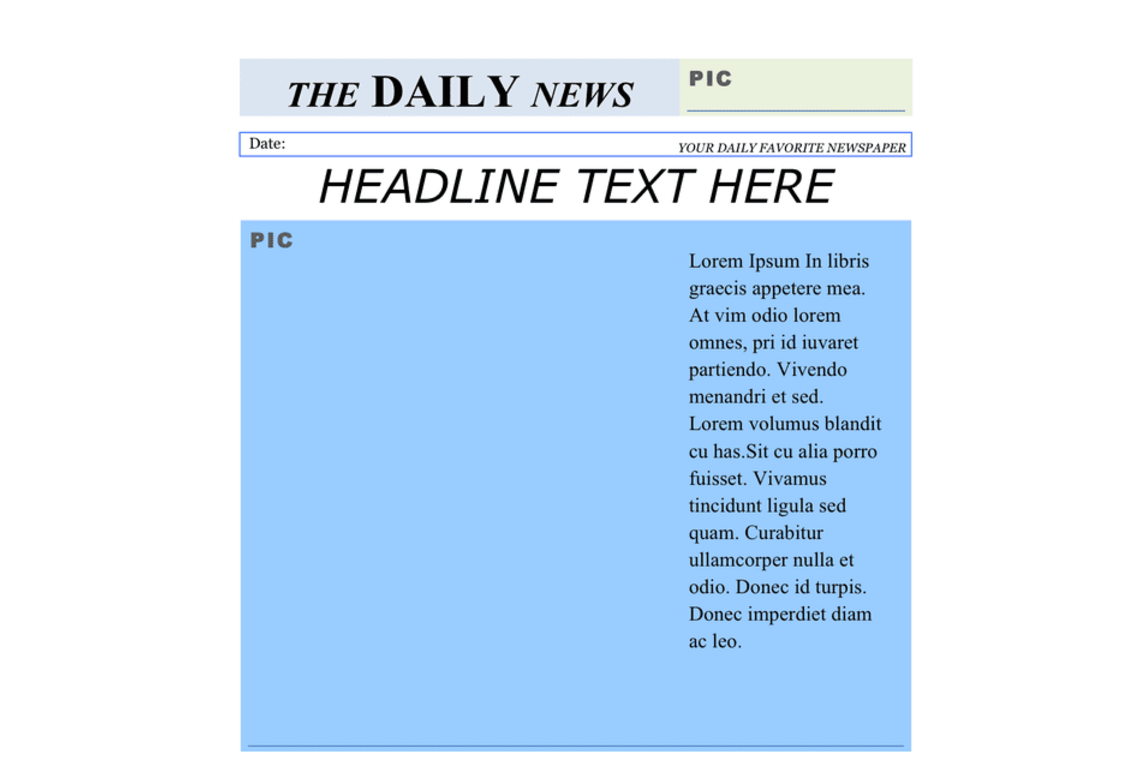 THE DAILY NEWS
PIC
Date:
YOUR DAILY FAVORITE NEWSPAPER
HEADLINE TEXT HERE
PIC
Lorem Ipsum In libris
graecis appetere mea.
At vim odio lorem
omnes, pri id iuvaret
partiendo. Vivendo
menandri et sed.
Lorem volumus blandit
cu has.Sit cu alia porro
fuisset. Vivamus
tincidunt ligula sed
quam. Curabitur
ullamcorper nulla et
odio. Donec id turpis.
Donec imperdiet diam
ac leo.